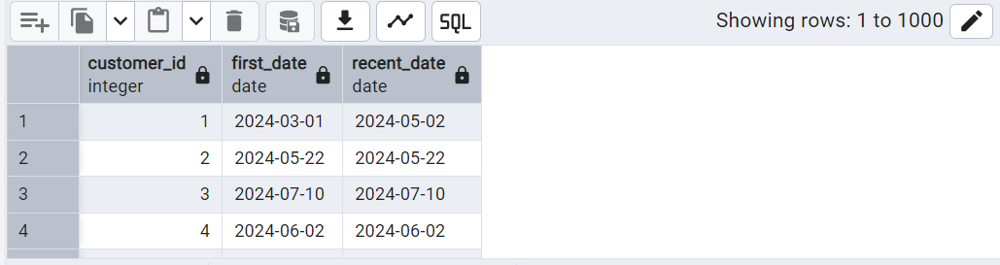 SQL Showing rows: 1 to 1000
customer_id first_date recent_date
integer date date
1 1 2024-03-01 2024-05-02
2 2 2024-05-22 2024-05-22
3 3 2024-07-10 2024-07-10
4 4 2024-06-02 2024-06-02